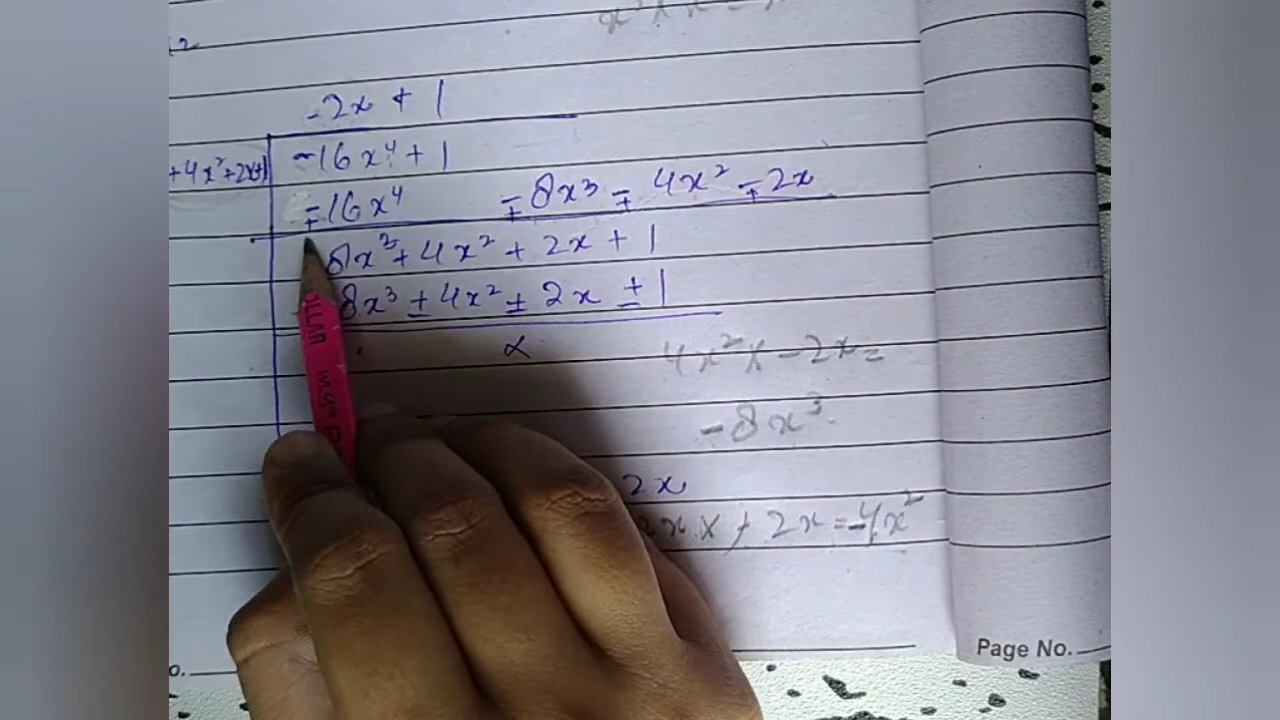 -2x + 1
+4x²+2x+1
-16x⁴ + 1
∓16x⁴ ∓8x³ ∓ 4x² ∓2x
8x³ + 4x² + 2x + 1
8x³ ± 4x² ± 2x ± 1
x
4x² x -2x =
-8x³
2x
2x x + 2x = -4x²
Page No.